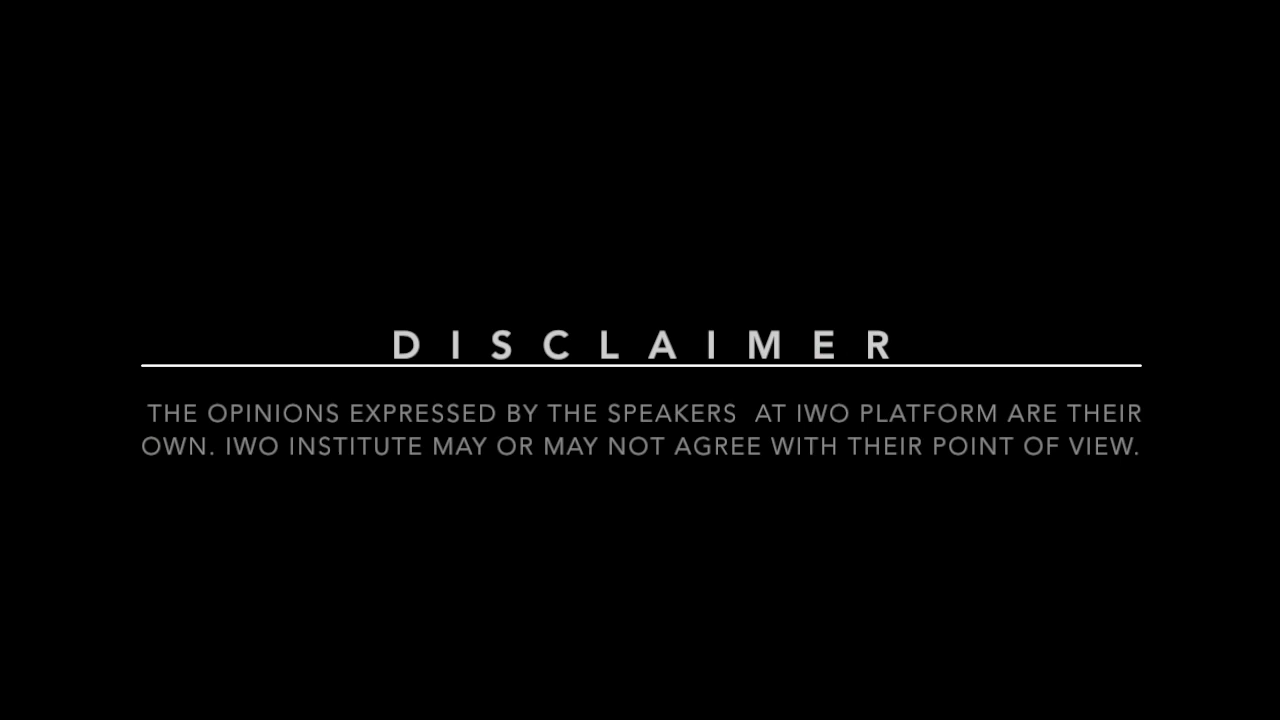 DISCLAIMER
THE OPINIONS EXPRESSED BY THE SPEAKERS  AT IWO PLATFORM ARE THEIR
OWN. IWO INSTITUTE MAY OR MAY NOT AGREE WITH THEIR POINT OF VIEW.